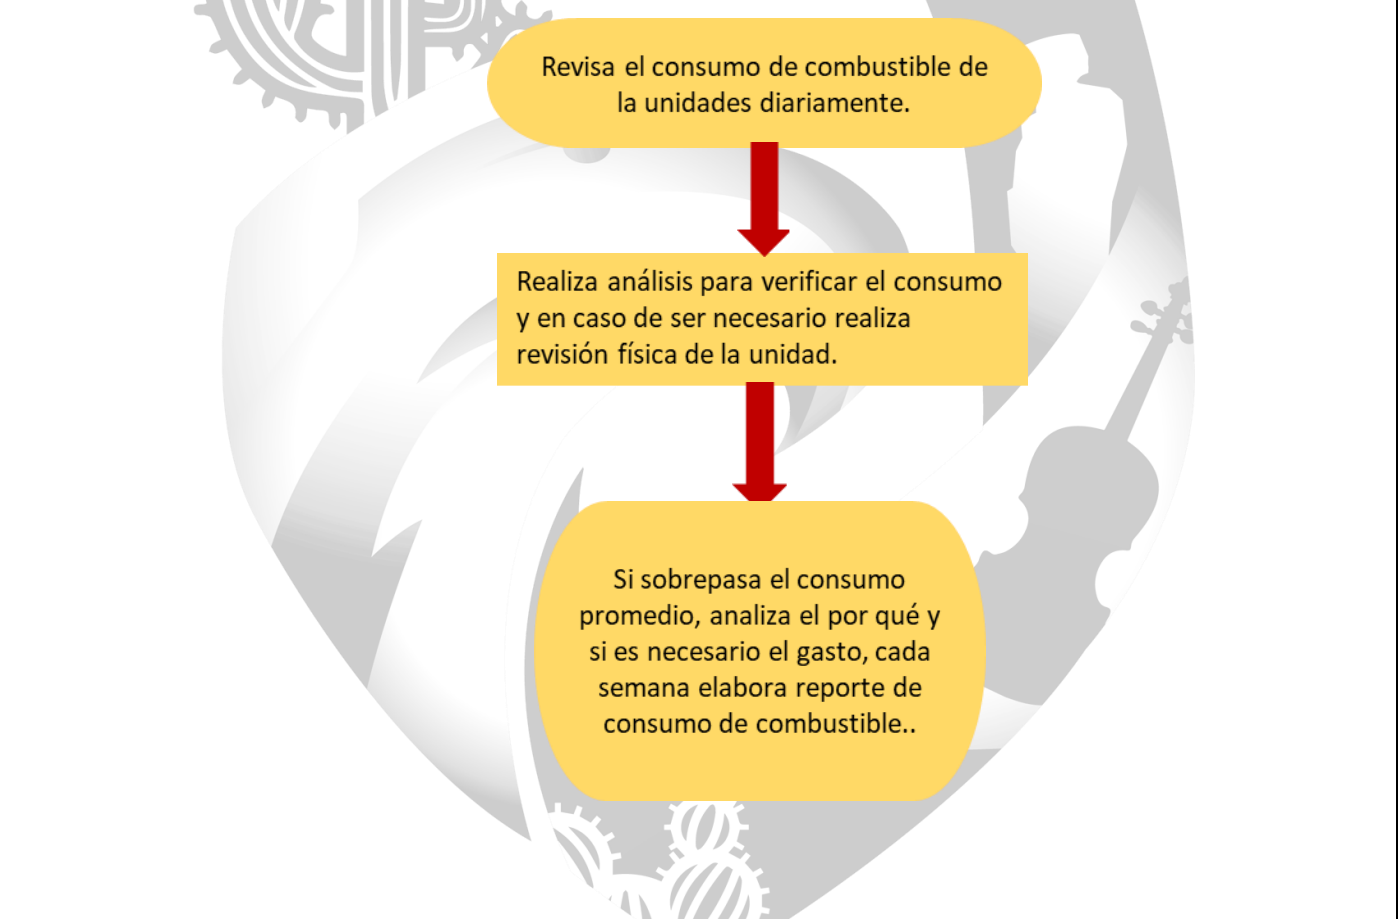 Revisa el consumo de combustible de
la unidades diariamente.
Realiza análisis para verificar el consumo
y en caso de ser necesario realiza
revisión física de la unidad.
Si sobrepasa el consumo
promedio, analiza el por qué y
si es necesario el gasto, cada
semana elabora reporte de
consumo de combustible..